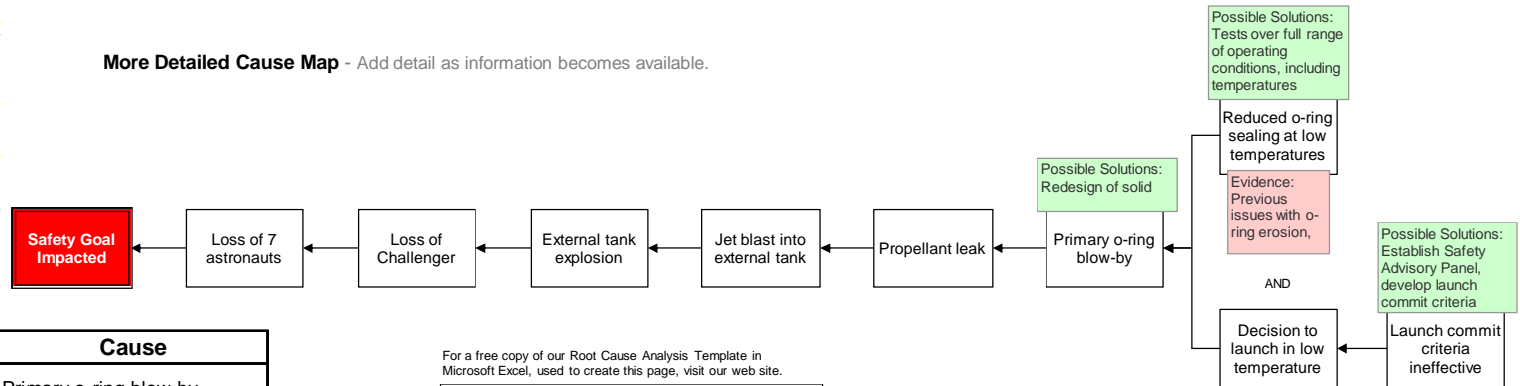 Possible Solutions:
Tests over full range
of operating
conditions, including
temperatures
More Detailed Cause Map - Add detail as information becomes available.
Reduced o-ring
sealing at low
temperatures
Possible Solutions:
Redesign of solid
Evidence:
Previous
issues with o-
ring erosion,
Safety Goal
Impacted
Loss of 7
astronauts
Loss of
Challenger
External tank
explosion
Jet blast into
external tank
Propellant leak
Primary o-ring
blow-by
Possible Solutions:
Establish Safety
Advisory Panel,
develop launch
commit criteria
AND
Decision to
launch in low
temperature
Launch commit
criteria
ineffective
Cause
Primary o-ring blow-by
For a free copy of our Root Cause Analysis Template in
Microsoft Excel, used to create this page, visit our web site.